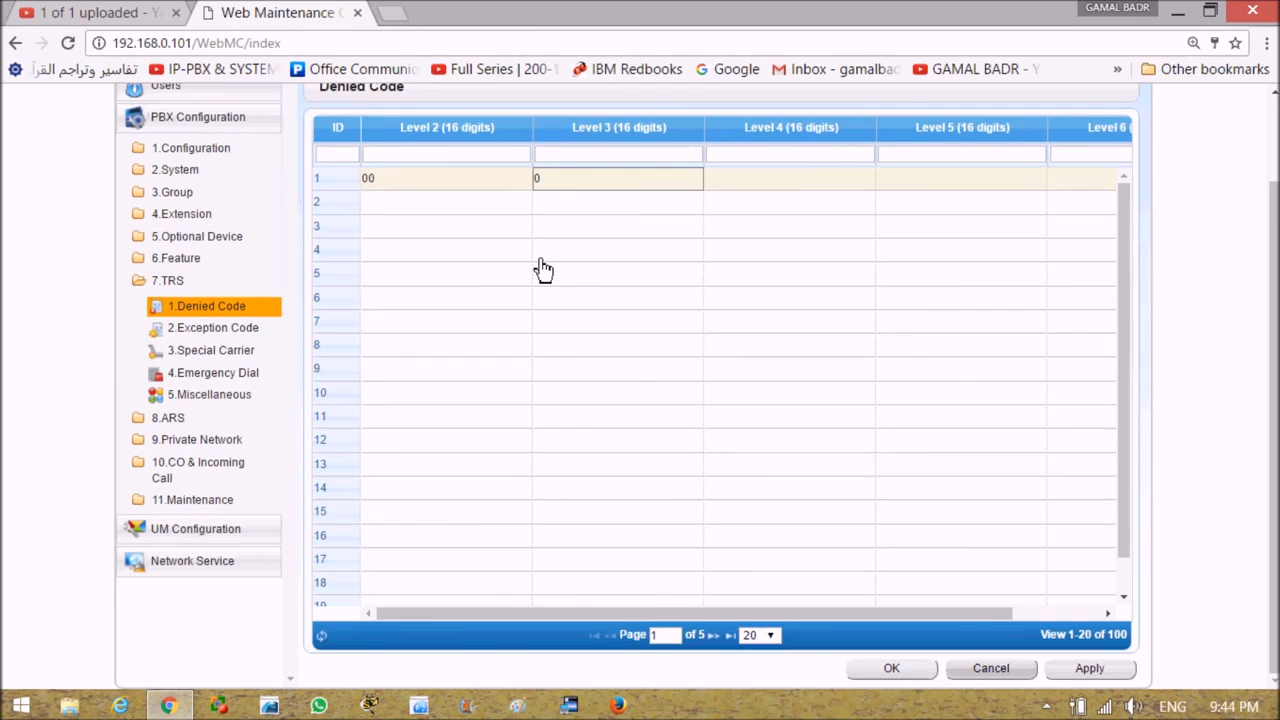 1 of 1 uploaded - Yo
Web Maintenance C
GAMAL BADR
192.168.0.101/WebMC/index
تفاسير وتراجم القرآ
IP-PBX & SYSTEM
Office Communic
Full Series | 200-1
IBM Redbooks
Google
Inbox - gamalbad
GAMAL BADR - Y
»
Other bookmarks
Users
PBX Configuration
1.Configuration
2.System
3.Group
4.Extension
5.Optional Device
6.Feature
7.TRS
1.Denied Code
2.Exception Code
3.Special Carrier
4.Emergency Dial
5.Miscellaneous
8.ARS
9.Private Network
10.CO & Incoming
Call
11.Maintenance
UM Configuration
Network Service
Denied Code
ID Level 2 (16 digits) Level 3 (16 digits) Level 4 (16 digits) Level 5 (16 digits) Level 6 (
1 00 0
2
3
4
5
6
7
8
9
10
11
12
13
14
15
16
17
18
19
Page 1 of 5 20 View 1-20 of 100
OK Cancel Apply
ENG 9:44 PM